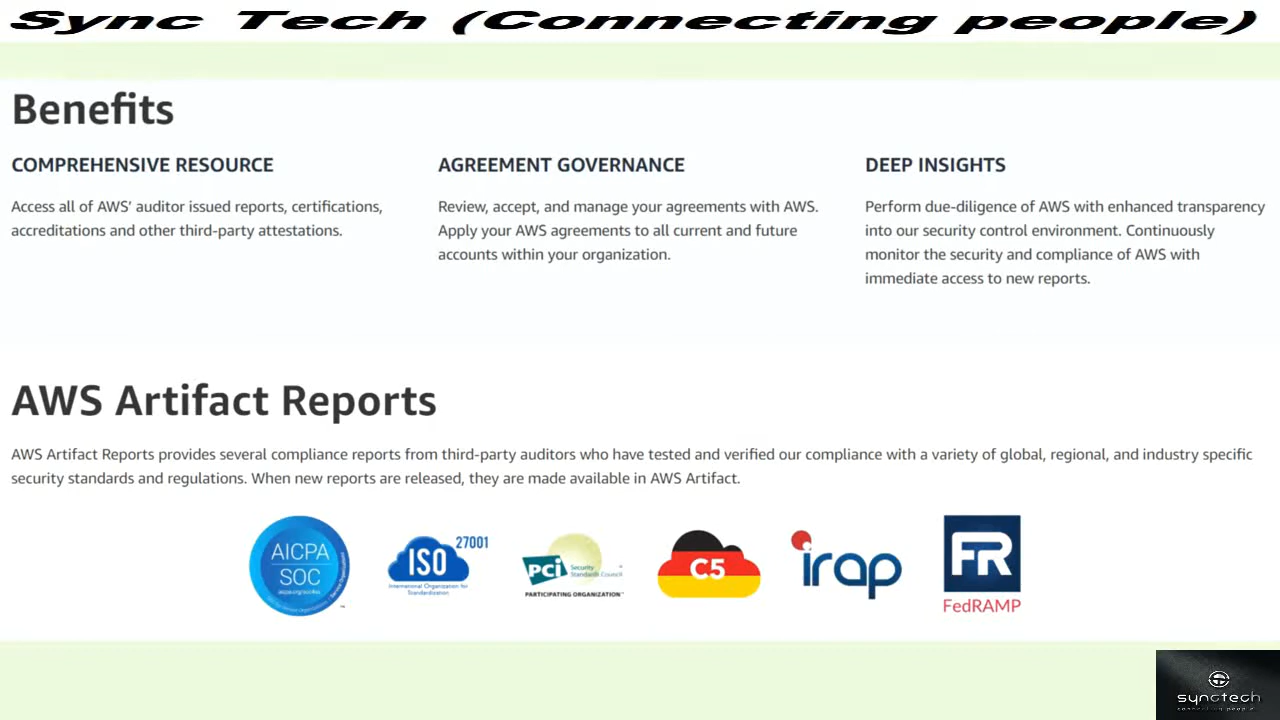 Sync Tech (Connecting people)
Benefits
COMPREHENSIVE RESOURCE
Access all of AWS’ auditor issued reports, certifications,
accreditations and other third-party attestations.
AGREEMENT GOVERNANCE
Review, accept, and manage your agreements with AWS.
Apply your AWS agreements to all current and future
accounts within your organization.
DEEP INSIGHTS
Perform due-diligence of AWS with enhanced transparency
into our security control environment. Continuously
monitor the security and compliance of AWS with
immediate access to new reports.
AWS Artifact Reports
AWS Artifact Reports provides several compliance reports from third-party auditors who have tested and verified our compliance with a variety of global, regional, and industry specific
security standards and regulations. When new reports are released, they are made available in AWS Artifact.
AICPA
SOC
27001
ISO
International Organization for
Standardization
pci Security
Standards Council
PARTICIPATING ORGANIZATION™
C5
irap
FR
FedRAMP
synctech
connecting people